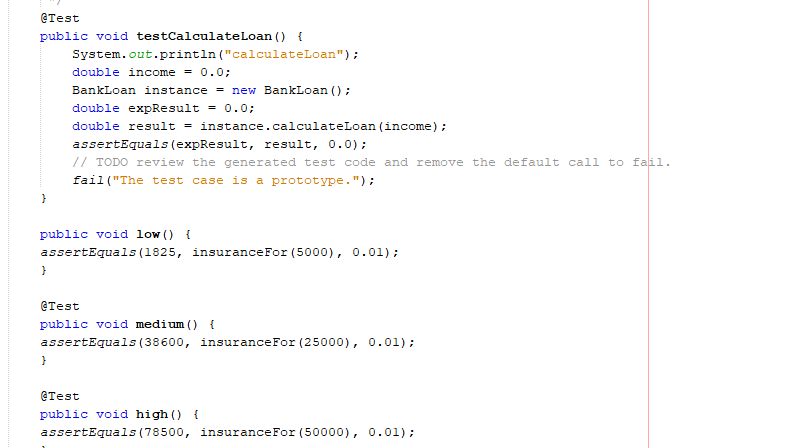 */
@Test
public void testCalculateLoan() {
System.out.println("calculateLoan");
double income = 0.0;
BankLoan instance = new BankLoan();
double expResult = 0.0;
double result = instance.calculateLoan(income);
assertEquals(expResult, result, 0.0);
// TODO review the generated test code and remove the default call to fail.
fail("The test case is a prototype.");
}
public void low() {
assertEquals(1825, insuranceFor(5000), 0.01);
}
@Test
public void medium() {
assertEquals(38600, insuranceFor(25000), 0.01);
}
@Test
public void high() {
assertEquals(78500, insuranceFor(50000), 0.01);